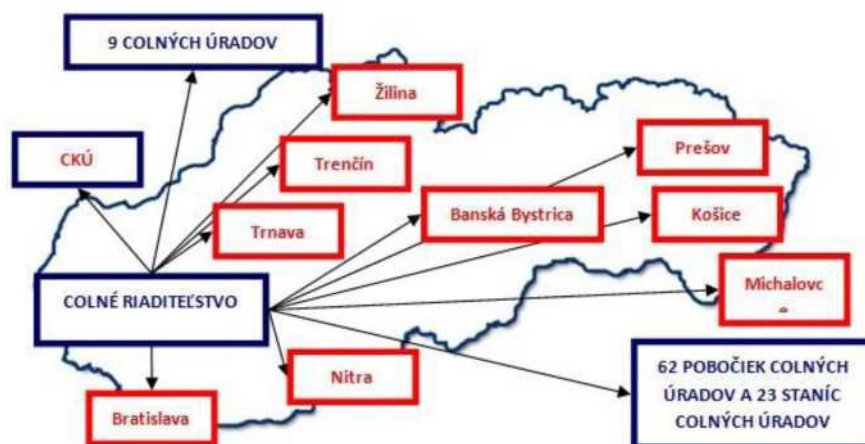 9 COLNÝCH ÚRADOV
Žilina
CKÚ
Trenčín
Prešov
Trnava
Banská Bystrica
Košice
COLNÉ RIADITEĽSTVO
Michalovc
Nitra
62 POBOČIEK COLNÝCH
ÚRADOV A 23 STANÍC
COLNÝCH ÚRADOV
Bratislava